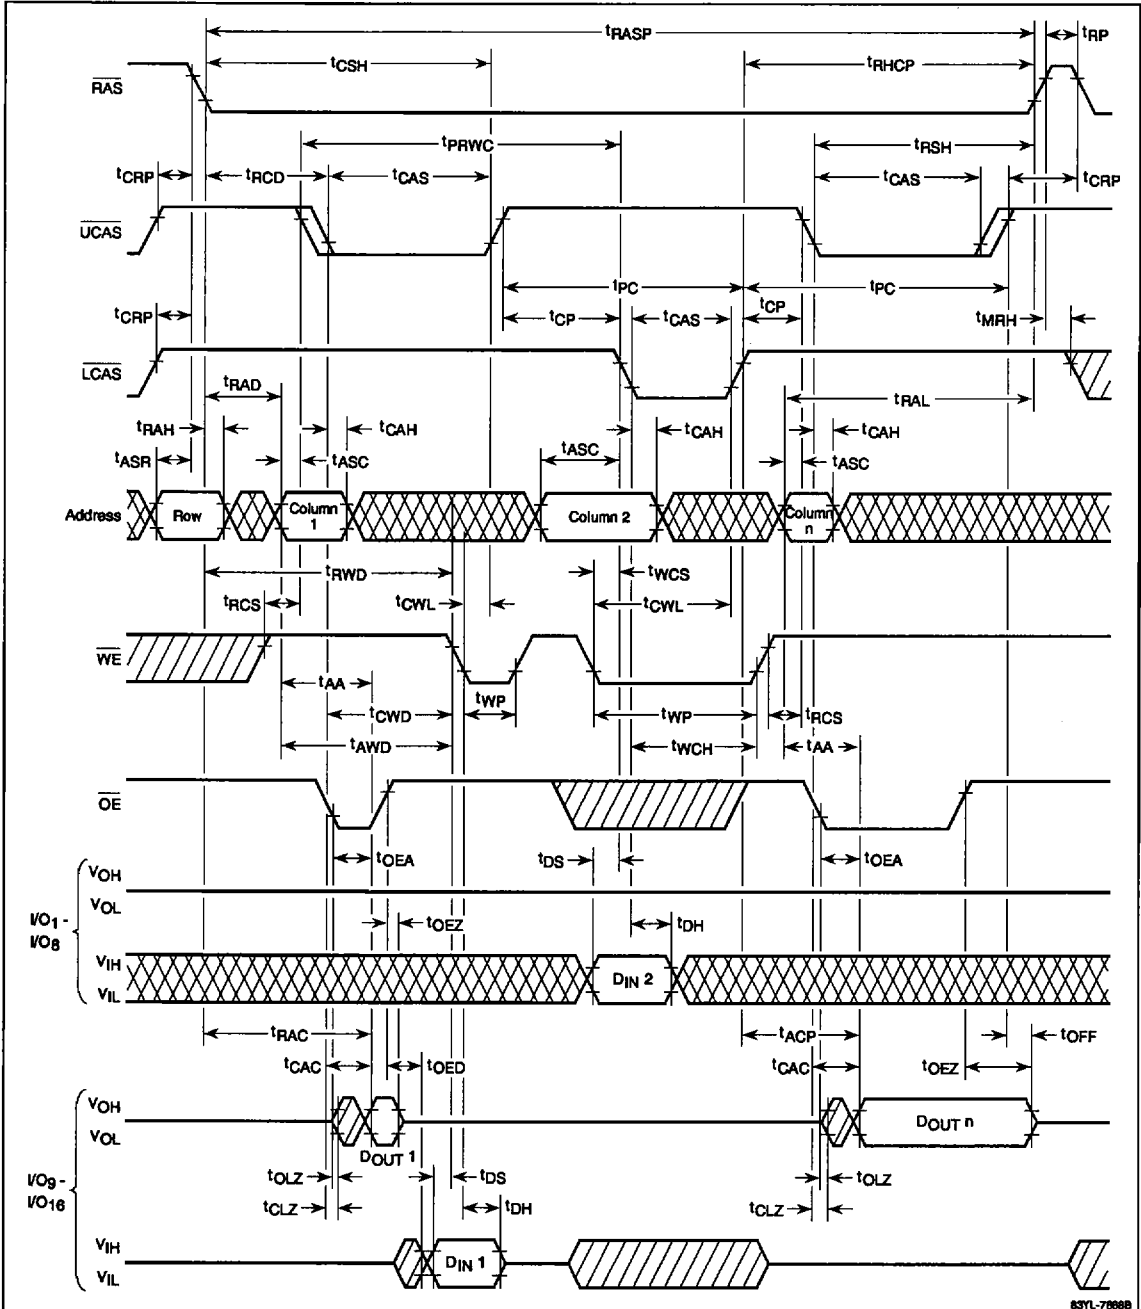 tRASP
tRP
tCSH
tRHCP
RAS
tPRWC
tRSH
tCRP
tRCD
tCAS
tCAS
tCRP
UCAS
tPC
tPC
tCRP
tCP
tCAS
tCP
tMRH
LCAS
tRAD
tRAL
tRAH
tCAH
tCAH
tCAH
tASR
tASC
tASC
tASC
Address
Row
Column 1
Column 2
Column n
tRWD
tWCS
tRCS
tCWL
tCWL
WE
tAA
tWP
tCWD
tWP
tRCS
tAWD
tWCH
tAA
OE
tOEA
tDS
tOEA
VOH
VOL
I/O1 -
I/O8
tOEZ
tDH
VIH
VIL
DIN 2
tRAC
tACP
tOFF
tCAC
tOED
tCAC
tOEZ
VOH
VOL
DOUT 1
DOUT n
I/O9 -
I/O16
tOLZ
tDS
tOLZ
tCLZ
tDH
tCLZ
VIH
VIL
DIN 1
83YL-7868B